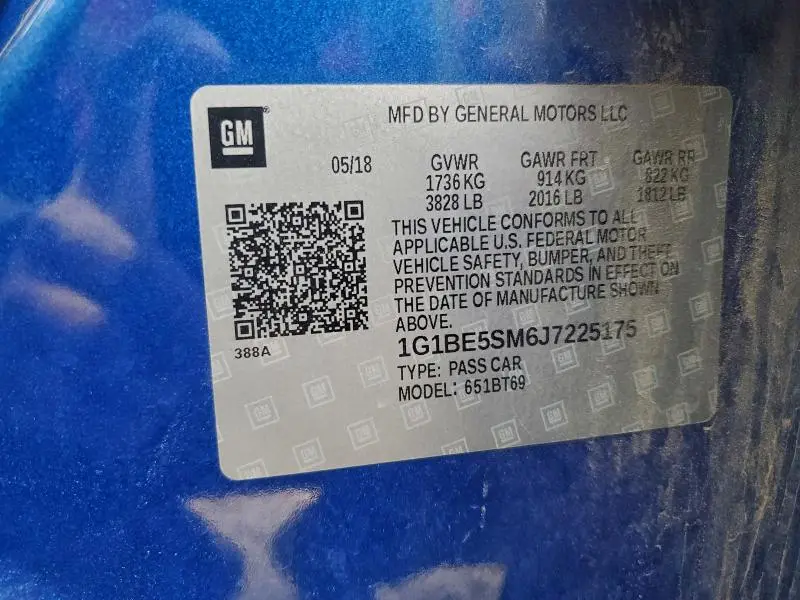 GM
MFD BY GENERAL MOTORS LLC
05/18 GVWR GAWR FRT GAWR RR
1736 KG 914 KG 822 KG
3828 LB 2016 LB 1812 LB
THIS VEHICLE CONFORMS TO ALL
APPLICABLE U.S. FEDERAL MOTOR
VEHICLE SAFETY, BUMPER, AND THEFT
PREVENTION STANDARDS IN EFFECT ON
THE DATE OF MANUFACTURE SHOWN
ABOVE.
388A
1G1BE5SM6J7225175
TYPE: PASS CAR
MODEL: 651BT69